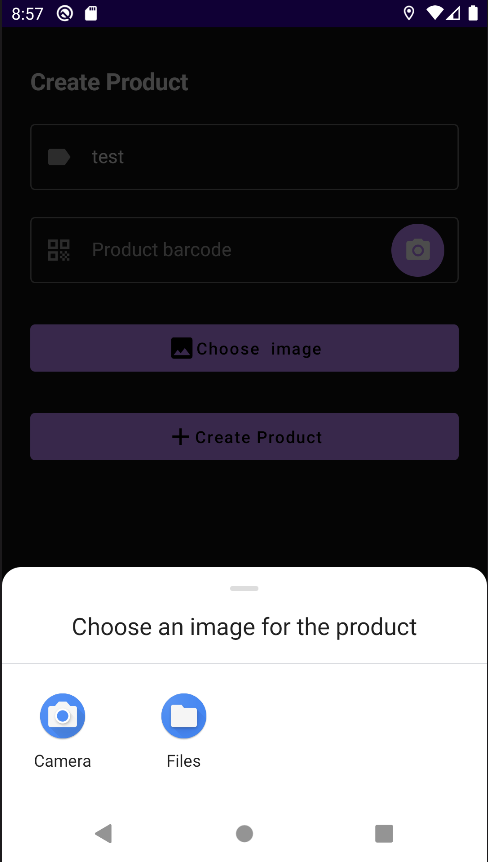 8:57
Create Product
test
Product barcode
Choose image
Create Product
Choose an image for the product
Camera
Files